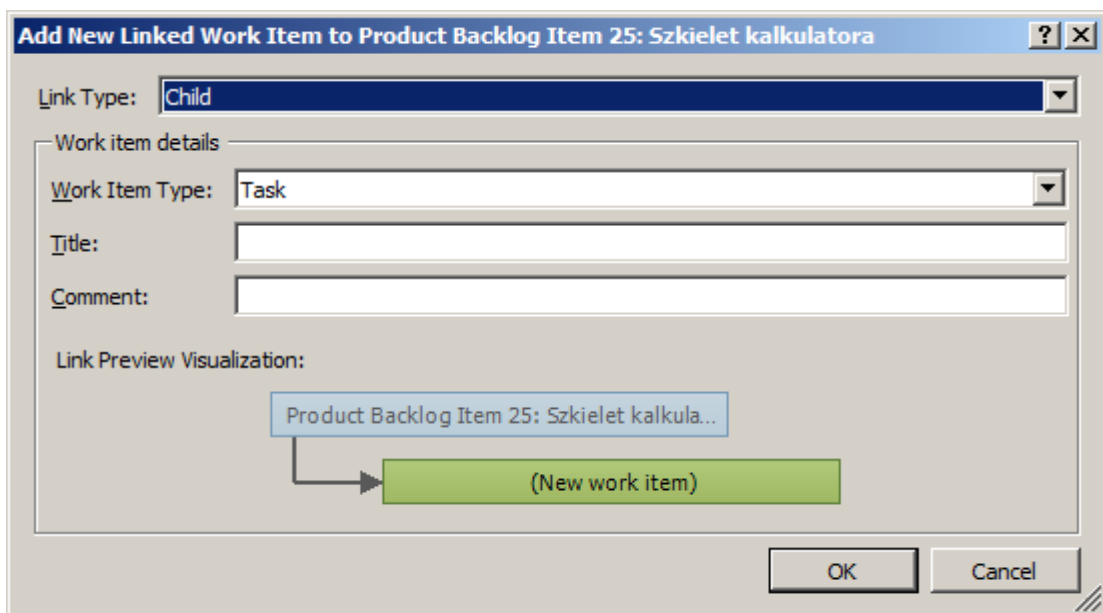 Add New Linked Work Item to Product Backlog Item 25: Szkielet kalkulatora
Link Type: Child
Work item details
Work Item Type: Task
Title:
Comment:
Link Preview Visualization:
Product Backlog Item 25: Szkielet kalkula...
(New work item)
OK Cancel